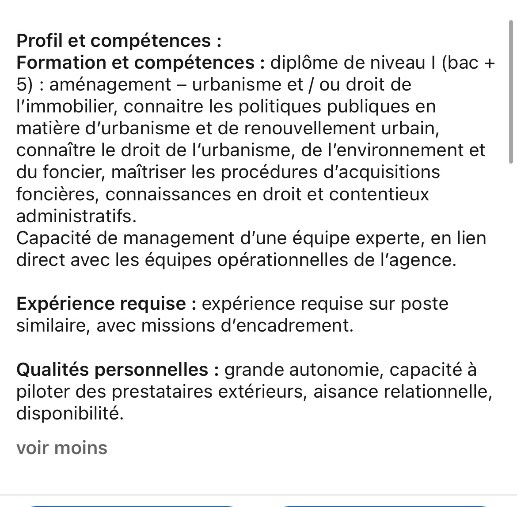 Profil et compétences :
Formation et compétences : diplôme de niveau I (bac +
5) : aménagement – urbanisme et / ou droit de
l’immobilier, connaitre les politiques publiques en
matière d’urbanisme et de renouvellement urbain,
connaître le droit de l’urbanisme, de l’environnement et
du foncier, maîtriser les procédures d’acquisitions
foncières, connaissances en droit et contentieux
administratifs.
Capacité de management d’une équipe experte, en lien
direct avec les équipes opérationnelles de l’agence.
Expérience requise : expérience requise sur poste
similaire, avec missions d’encadrement.
Qualités personnelles : grande autonomie, capacité à
piloter des prestataires extérieurs, aisance relationnelle,
disponibilité.
voir moins